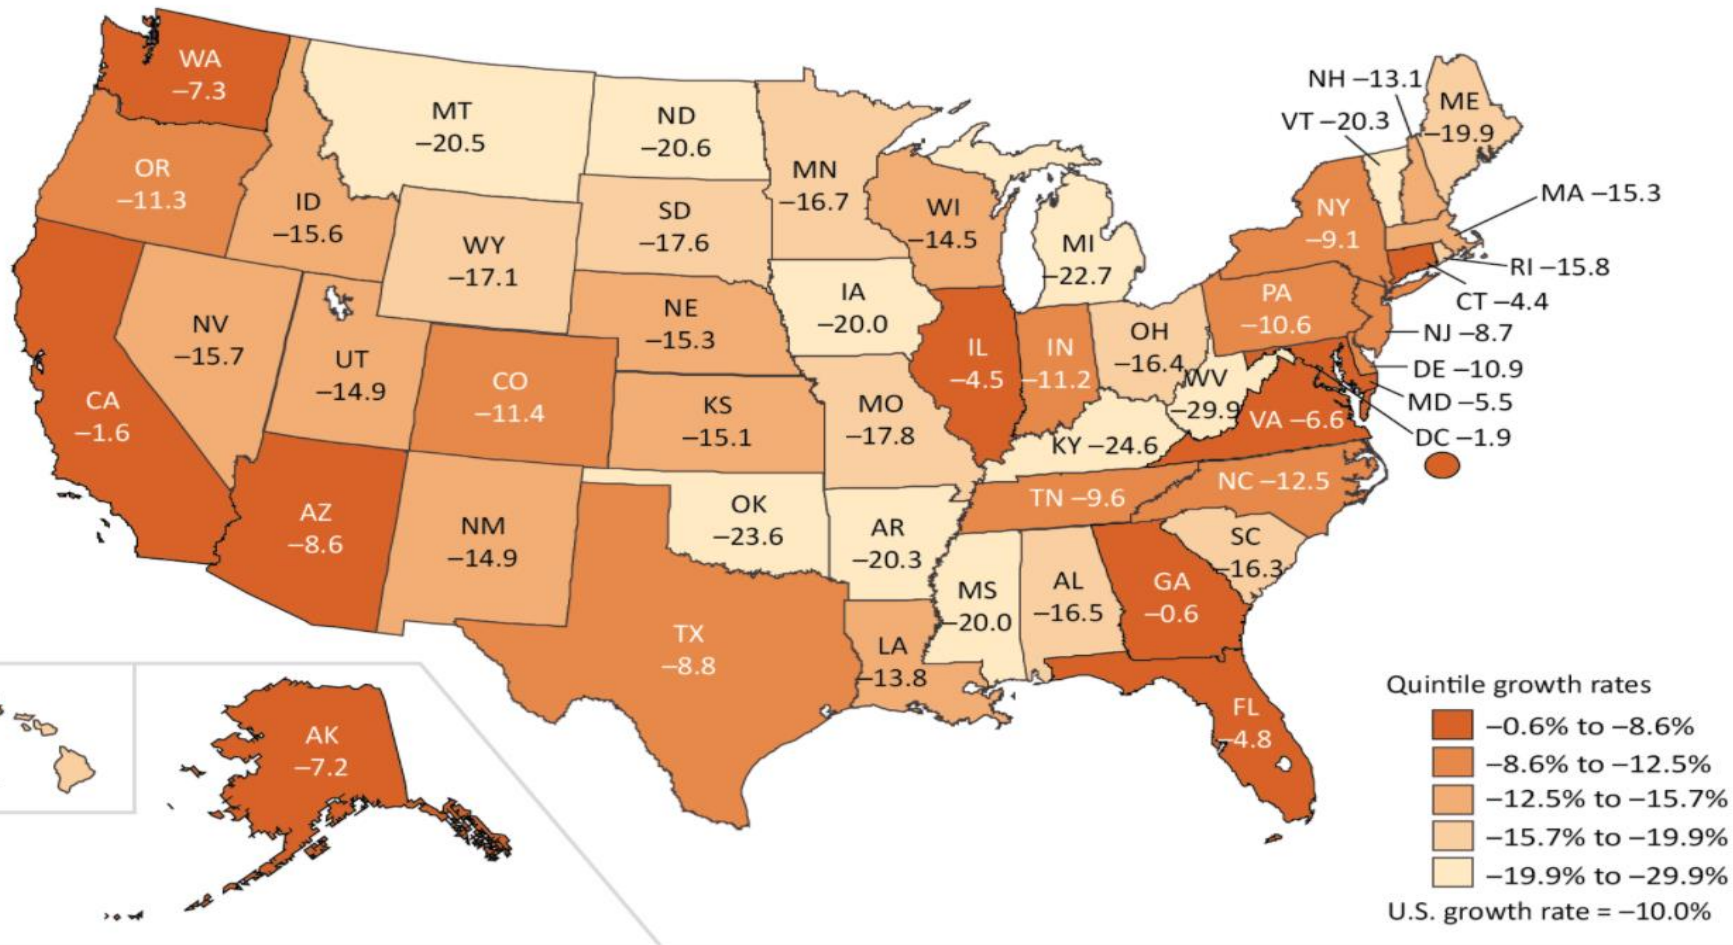 WA
–7.3
MT
–20.5
ND
–20.6
MN
–16.7
OR
–11.3
ID
–15.6
WY
–17.1
SD
–17.6
WI
–14.5
MI
–22.7
NH –13.1
VT –20.3
ME
–19.9
NY
–9.1
MA –15.3
RI –15.8
CT –4.4
NJ –8.7
DE –10.9
MD –5.5
DC –1.9
CA
–1.6
NV
–15.7
UT
–14.9
CO
–11.4
NE
–15.3
KS
–15.1
IA
–20.0
MO
–17.8
IL
–4.5
IN
–11.2
OH
–16.4
PA
–10.6
WV
–29.9
VA –6.6
KY –24.6
AZ
–8.6
NM
–14.9
OK
–23.6
AR
–20.3
TN –9.6
NC –12.5
SC
–16.3
TX
–8.8
LA
–13.8
MS
–20.0
AL
–16.5
GA
–0.6
FL
–4.8
AK
–7.2
Quintile growth rates
–0.6% to –8.6%
–8.6% to –12.5%
–12.5% to –15.7%
–15.7% to –19.9%
–19.9% to –29.9%
U.S. growth rate = –10.0%